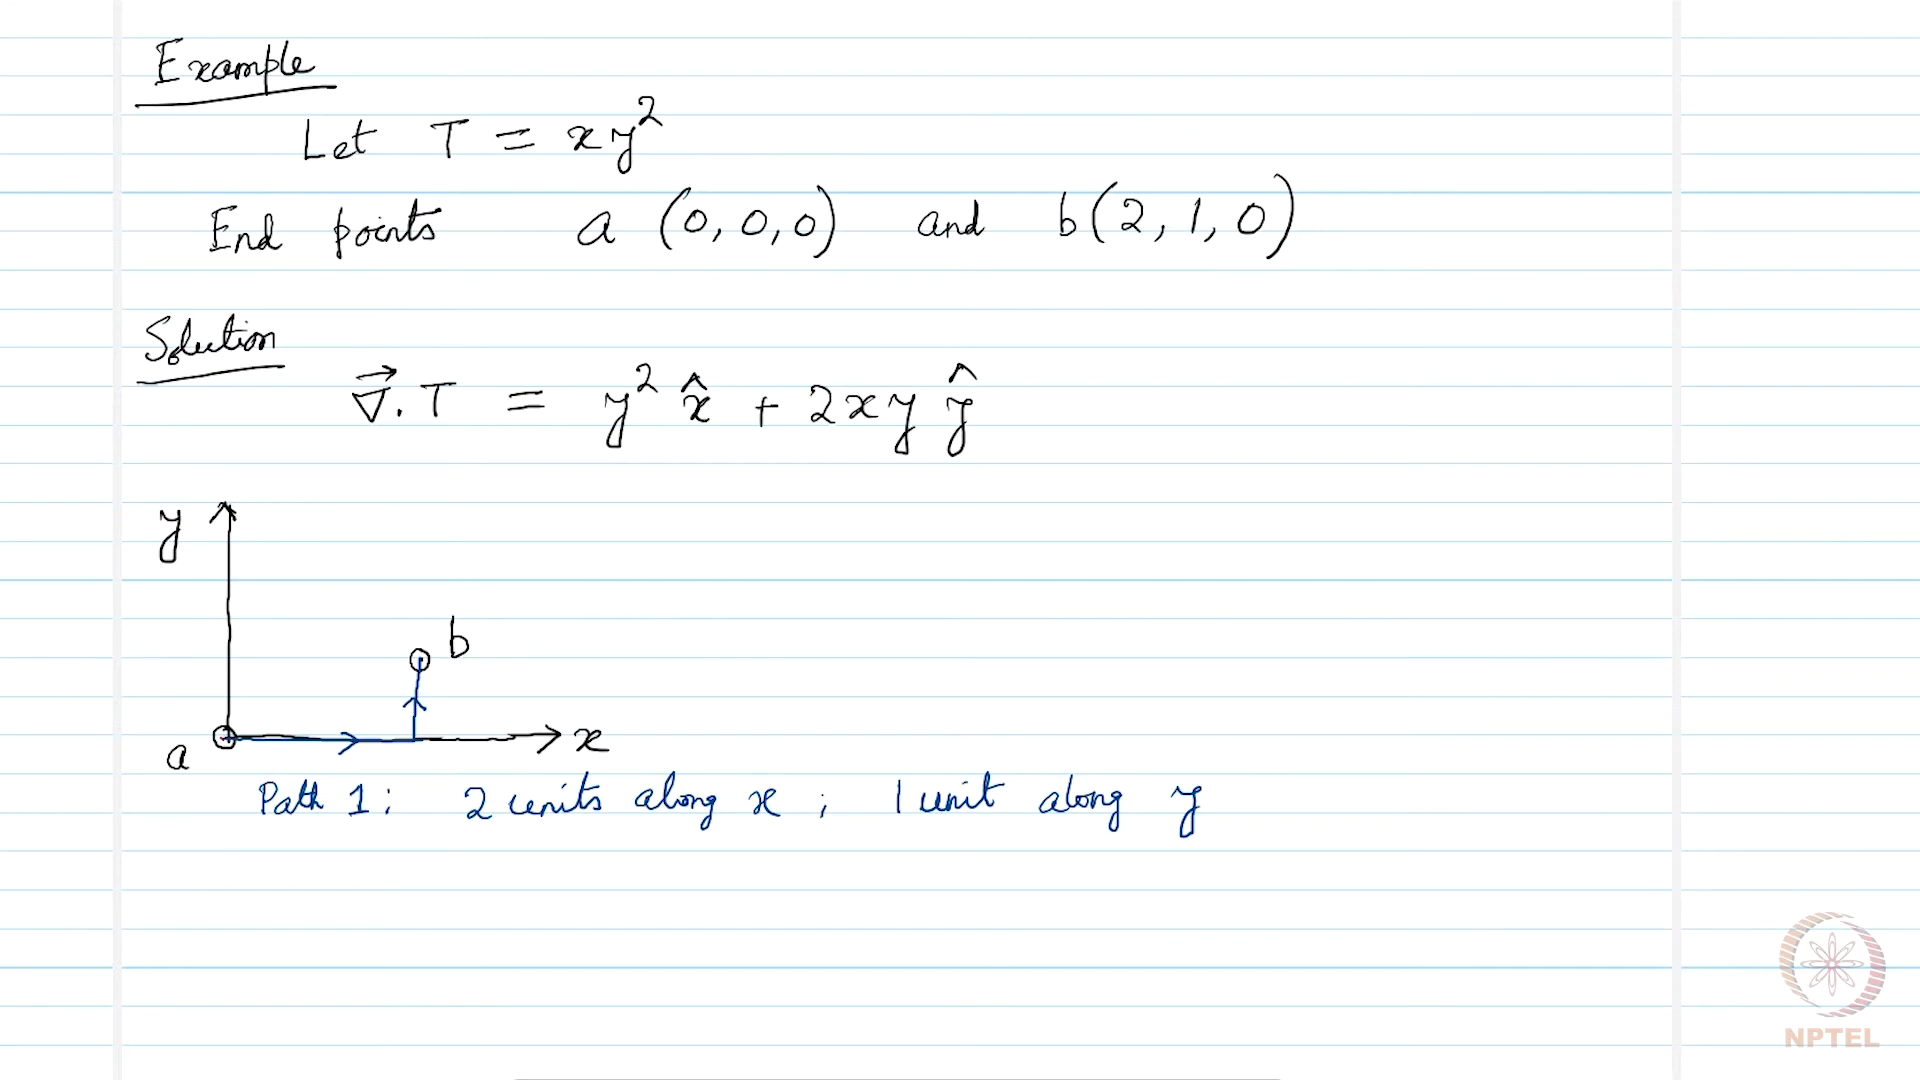 Example
Let T = xy²
End points a (0, 0, 0) and b(2, 1, 0)
Solution
∇⃗.T = y² x̂ + 2xy ŷ
y
b
a
x
Path 1: 2 units along x ; 1 unit along y
NPTEL